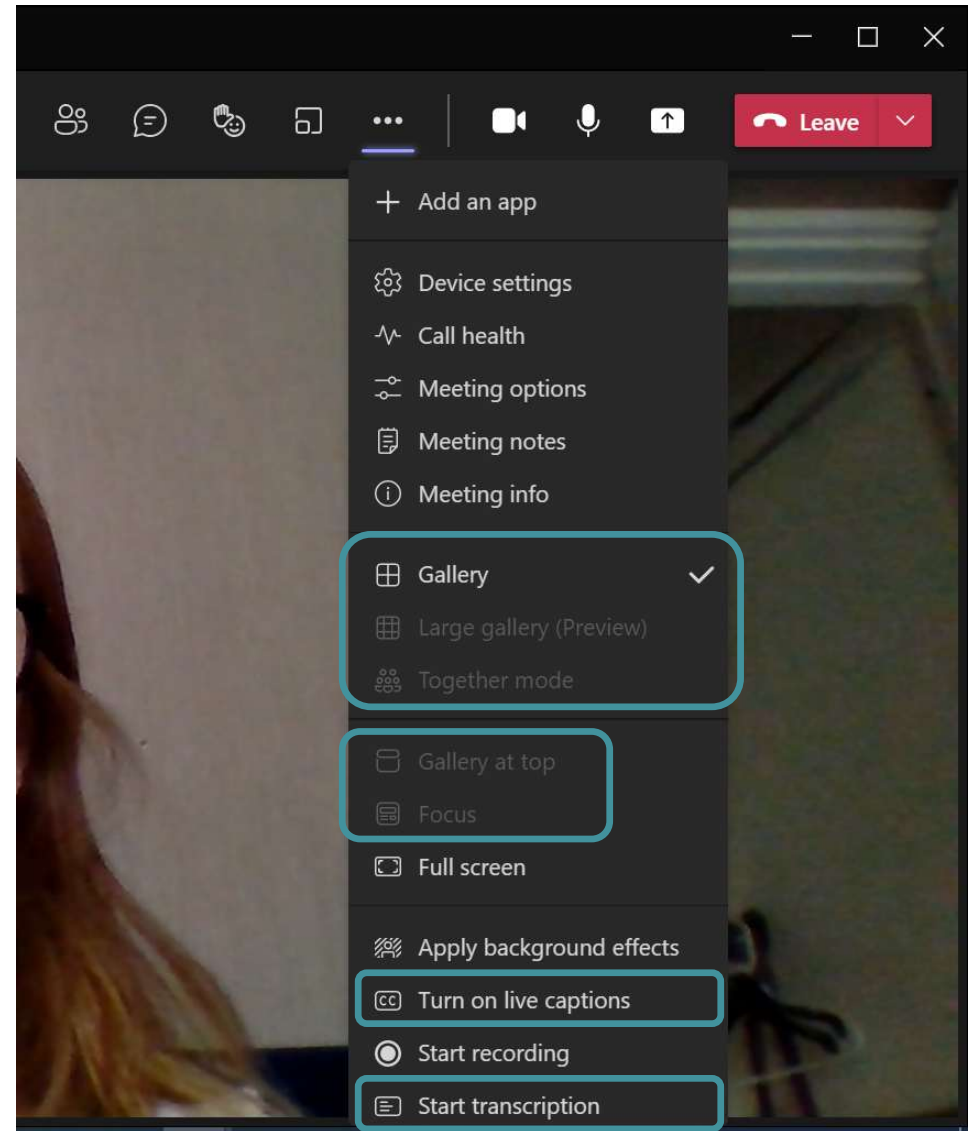 Leave
Add an app
Device settings
Call health
Meeting options
Meeting notes
Meeting info
Gallery
Large gallery (Preview)
Together mode
Gallery at top
Focus
Full screen
Apply background effects
CC Turn on live captions
Start recording
Start transcription